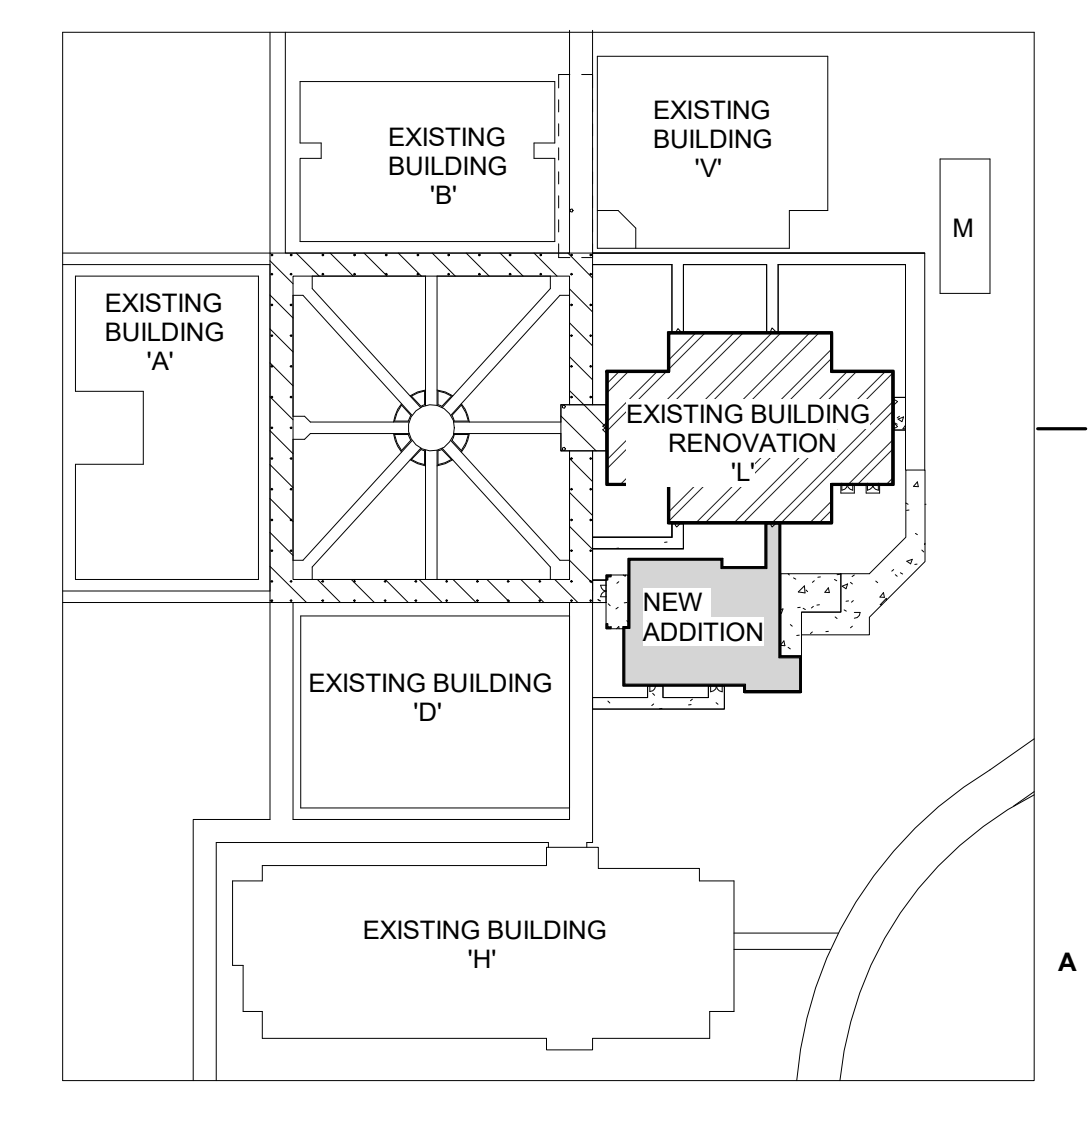 EXISTING
BUILDING
'B'
EXISTING
BUILDING
'V'
M
EXISTING
BUILDING
'A'
EXISTING BUILDING
RENOVATION
'L'
NEW
ADDITION
EXISTING BUILDING
'D'
EXISTING BUILDING
'H'
A